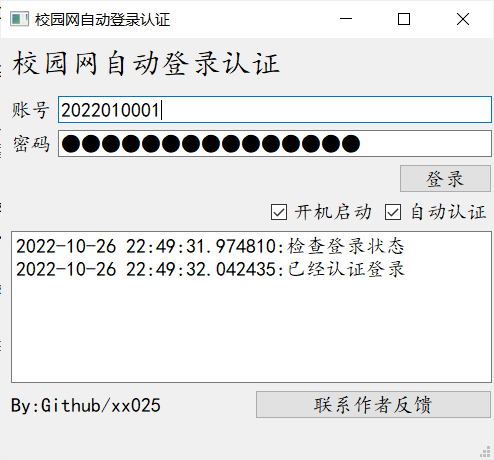 校园网自动登录认证
校园网自动登录认证
账号 2022010001
密码 ●●●●●●●●●●●●●●●
登录
开机启动 自动认证
2022-10-26 22:49:31.974810:检查登录状态
2022-10-26 22:49:32.042435:已经认证登录
By:Github/xx025 联系作者反馈